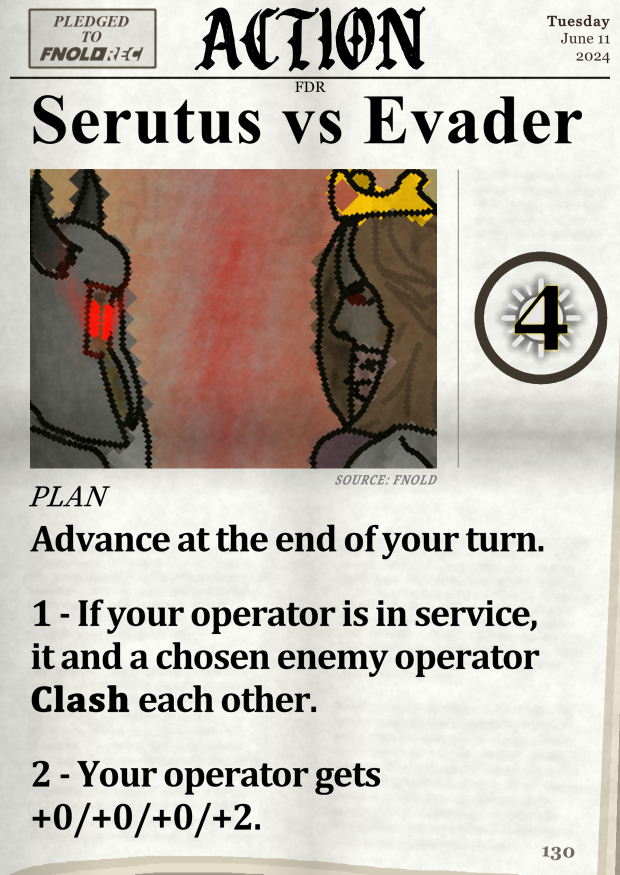 PLEDGED
TO
FNOLD REC
ACTION
Tuesday
June 11
2024
FDR
Serutus vs Evader
4
SOURCE: FNOLD
PLAN
Advance at the end of your turn.
1 - If your operator is in service,
it and a chosen enemy operator
Clash each other.
2 - Your operator gets
+0/+0/+0/+2.
130